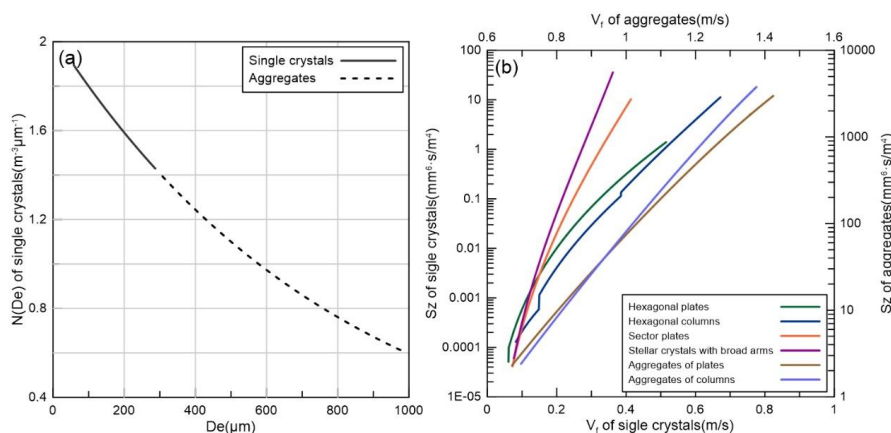 (a)
Single crystals
Aggregates
N(De) of single crystals(m⁻³μm⁻¹)
2
1.6
1.2
0.8
0.4
0
200
400
600
800
1000
De(μm)
(b)
V_f of aggregates(m/s)
0.6
0.8
1
1.2
1.4
1.6
Sz of sigle crystals(mm⁶·s/m⁴)
100
10
1
0.1
0.01
0.001
0.0001
1E-05
Sz of aggregates(mm⁶·s/m⁴)
10000
1000
100
10
1
Hexagonal plates
Hexagonal columns
Sector plates
Stellar crystals with broad arms
Aggregates of plates
Aggregates of columns
0
0.2
0.4
0.6
0.8
1
V_f of sigle crystals(m/s)